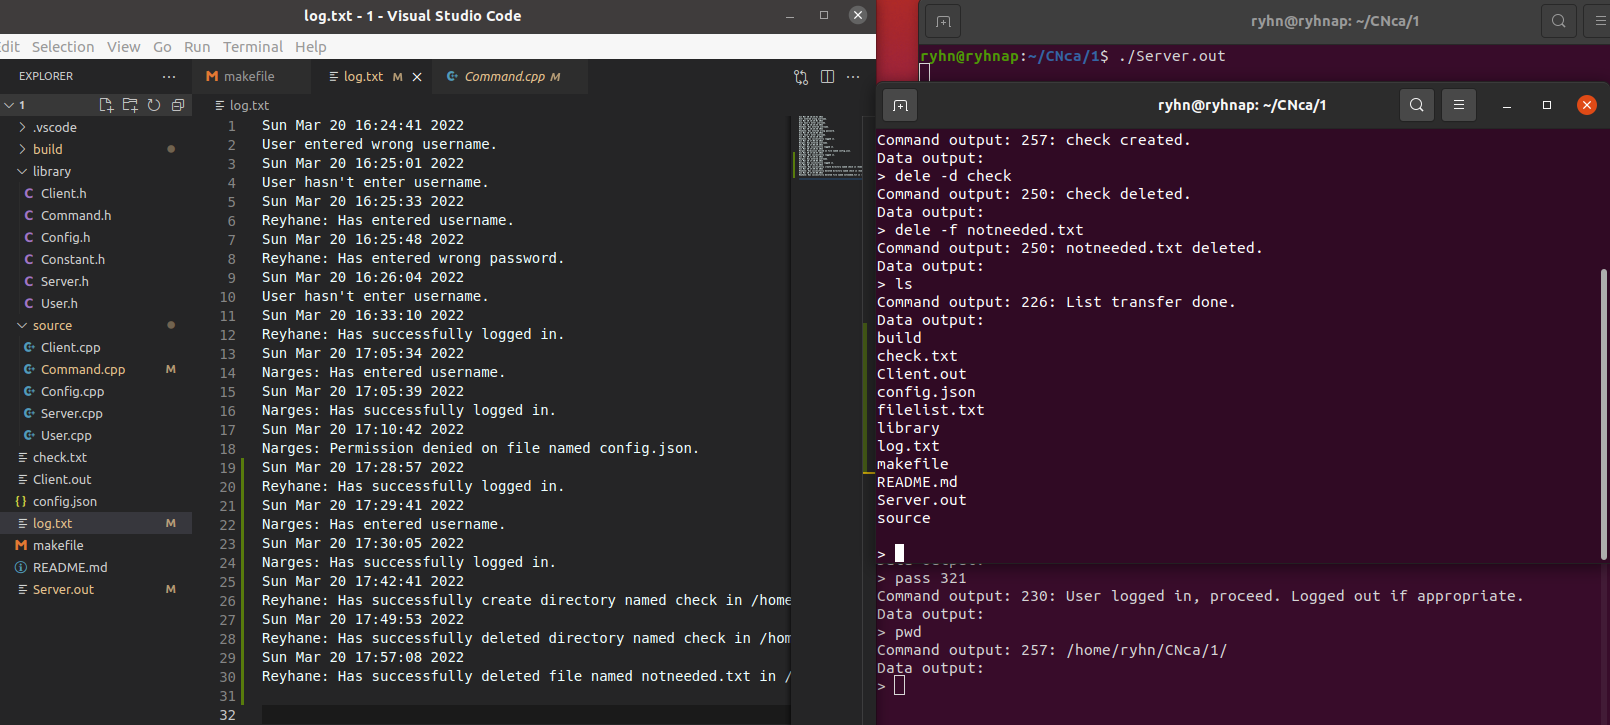 log.txt - 1 - Visual Studio Code
dit Selection View Go Run Terminal Help
EXPLORER
makefile
log.txt M
Command.cpp M
1
.vscode
build
library
Client.h
Command.h
Config.h
Constant.h
Server.h
User.h
source
Client.cpp
Command.cpp M
Config.cpp
Server.cpp
User.cpp
check.txt
Client.out
config.json
log.txt M
makefile
README.md
Server.out M
log.txt
1 Sun Mar 20 16:24:41 2022
2 User entered wrong username.
3 Sun Mar 20 16:25:01 2022
4 User hasn't enter username.
5 Sun Mar 20 16:25:33 2022
6 Reyhane: Has entered username.
7 Sun Mar 20 16:25:48 2022
8 Reyhane: Has entered wrong password.
9 Sun Mar 20 16:26:04 2022
10 User hasn't enter username.
11 Sun Mar 20 16:33:10 2022
12 Reyhane: Has successfully logged in.
13 Sun Mar 20 17:05:34 2022
14 Narges: Has entered username.
15 Sun Mar 20 17:05:39 2022
16 Narges: Has successfully logged in.
17 Sun Mar 20 17:10:42 2022
18 Narges: Permission denied on file named config.json.
19 Sun Mar 20 17:28:57 2022
20 Reyhane: Has successfully logged in.
21 Sun Mar 20 17:29:41 2022
22 Narges: Has entered username.
23 Sun Mar 20 17:30:05 2022
24 Narges: Has successfully logged in.
25 Sun Mar 20 17:42:41 2022
26 Reyhane: Has successfully create directory named check in /home
27 Sun Mar 20 17:49:53 2022
28 Reyhane: Has successfully deleted directory named check in /hom
29 Sun Mar 20 17:57:08 2022
30 Reyhane: Has successfully deleted file named notneeded.txt in /
31
32
ryhn@ryhnap: ~/CNca/1
ryhn@ryhnap:~/CNca/1$ ./Server.out
ryhn@ryhnap: ~/CNca/1
Command output: 257: check created.
Data output:
> dele -d check
Command output: 250: check deleted.
Data output:
> dele -f notneeded.txt
Command output: 250: notneeded.txt deleted.
Data output:
> ls
Command output: 226: List transfer done.
Data output:
build
check.txt
Client.out
config.json
filelist.txt
library
log.txt
makefile
README.md
Server.out
source
>
> pass 321
Command output: 230: User logged in, proceed. Logged out if appropriate.
Data output:
> pwd
Command output: 257: /home/ryhn/CNca/1/
Data output:
>